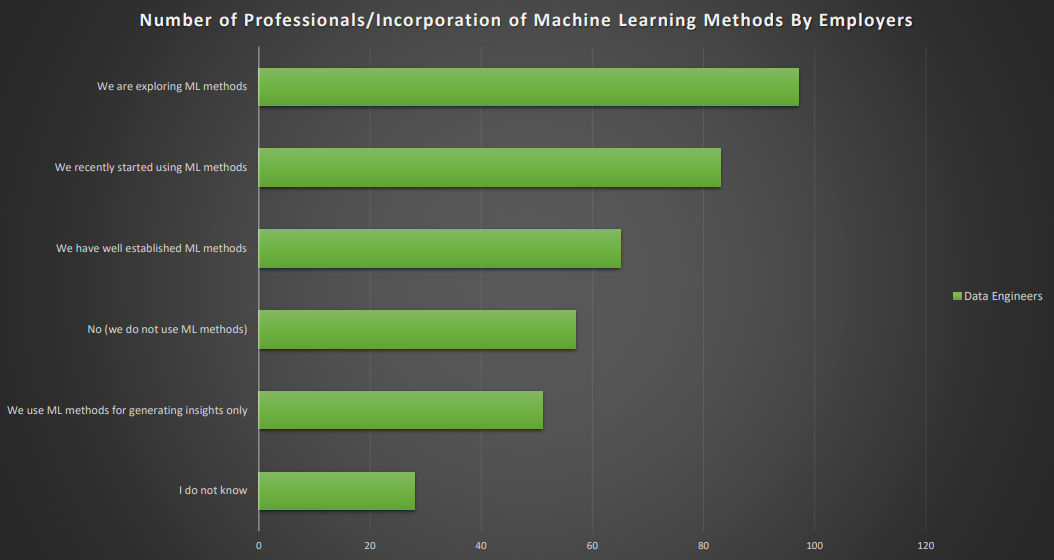 Number of Professionals/Incorporation of Machine Learning Methods By Employers
We are exploring ML methods
We recently started using ML methods
We have well established ML methods
Data Engineers
No (we do not use ML methods)
We use ML methods for generating insights only
I do not know
0 20 40 60 80 100 120